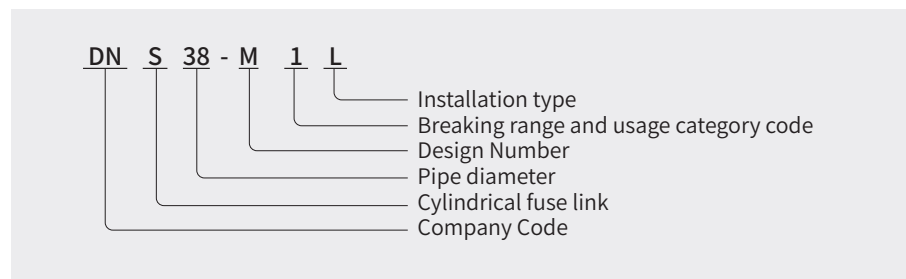 DN S 38 - M 1 L
Installation type
Breaking range and usage category code
Design Number
Pipe diameter
Cylindrical fuse link
Company Code